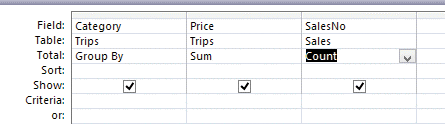 Field: Category Price SalesNo
Table: Trips Trips Sales
Total: Group By Sum Count
Sort:
Show:
Criteria:
or: